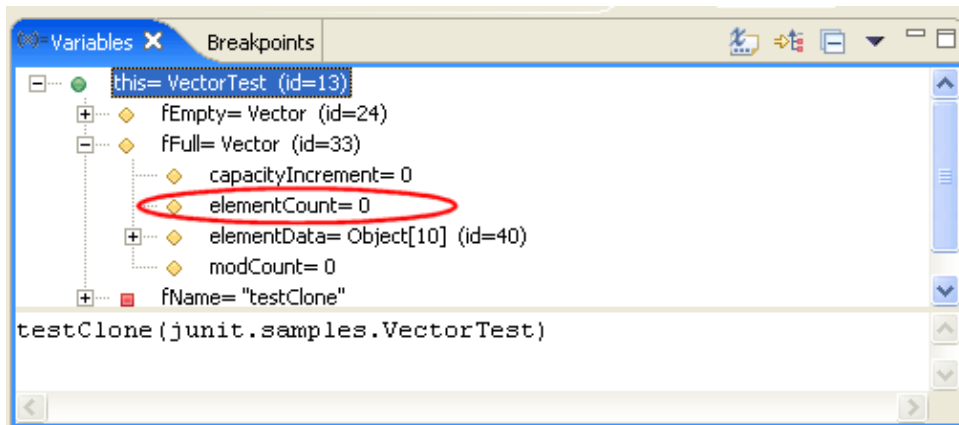 (x)= Variables Breakpoints
this= VectorTest (id=13)
fEmpty= Vector (id=24)
fFull= Vector (id=33)
capacityIncrement= 0
elementCount= 0
elementData= Object[10] (id=40)
modCount= 0
fName= "testClone"
testClone(junit.samples.VectorTest)